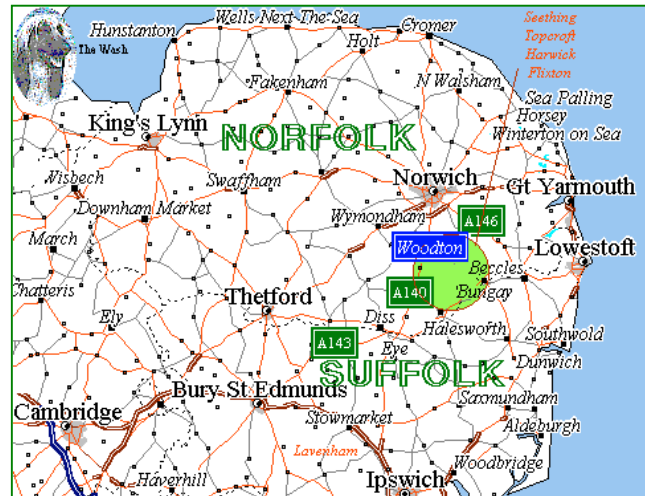 Wells Next-The-Sea
Hunstanton
Cromer
Seething
Topcroft
Harwick
Flixton
The Wash
Holt
Fakenham
N Walsham
Sea Palling
Horsey
Winterton on Sea
King's Lynn
NORFOLK
Wisbech
Swaffham
Norwich
Gt Yarmouth
Downham Market
Wymondham
A146
March
Woodton
Lowestoft
Beccles
Chatteris
Thetford
A140
Bungay
Ely
Diss
Halesworth
Southwold
A143
Eye
Dunwich
SUFFOLK
Bury St Edmunds
Saxmundham
Cambridge
Stowmarket
Aldeburgh
Lavenham
Woodbridge
Haverhill
Ipswich